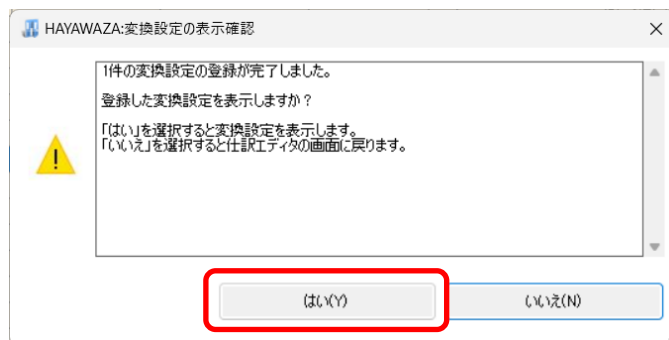 HAYAWAZA:変換設定の表示確認
1件の変換設定の登録が完了しました。
登録した変換設定を表示しますか？
「はい」を選択すると変換設定を表示します。
「いいえ」を選択すると仕訳エディタの画面に戻ります。
はい(Y)
いいえ(N)